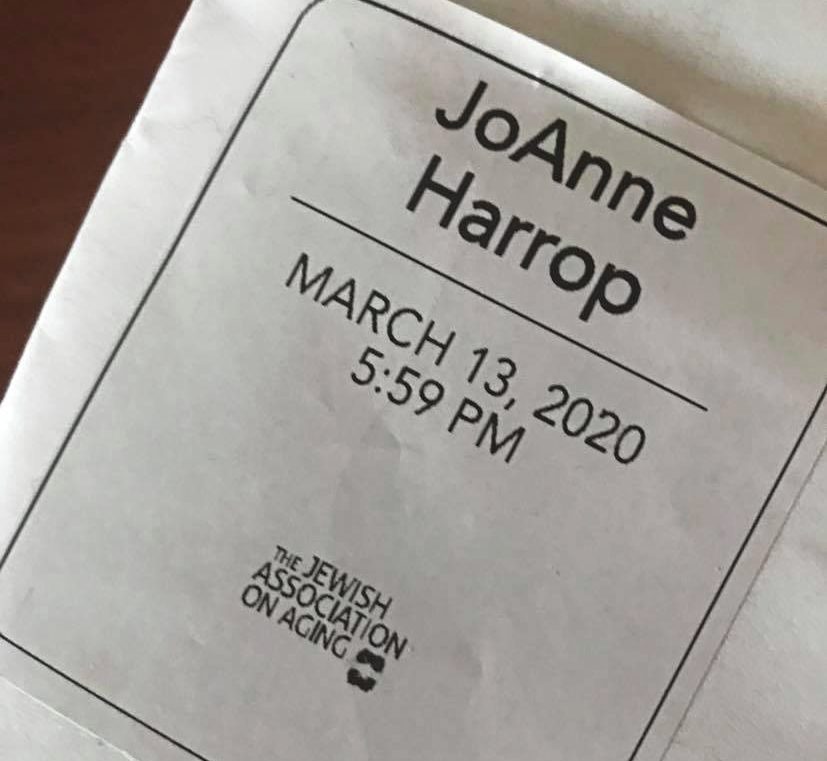 JoAnne
Harrop
MARCH 13, 2020
5:59 PM
THE JEWISH
ASSOCIATION
ON AGING